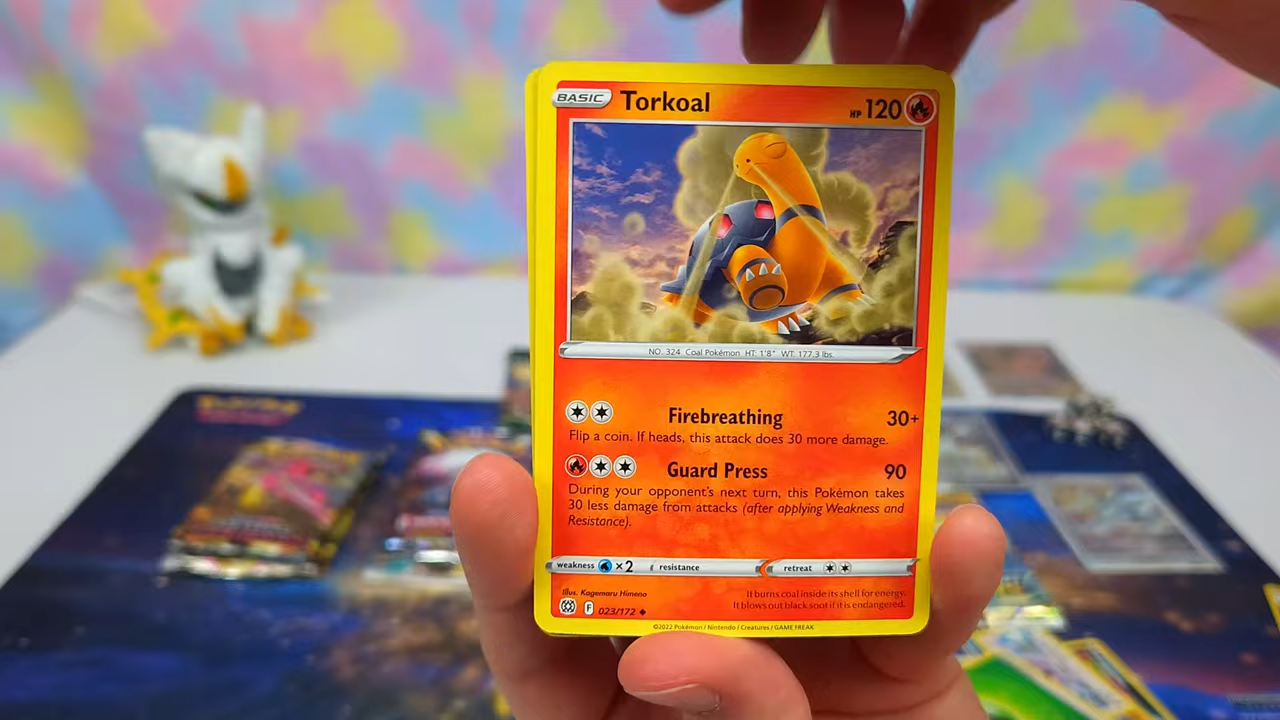 BASIC Torkoal HP 120
NO. 324 Coal Pokémon HT: 1'8" WT: 177.3 lbs.
Firebreathing 30+
Flip a coin. If heads, this attack does 30 more damage.
Guard Press 90
During your opponent's next turn, this Pokémon takes
30 less damage from attacks (after applying Weakness and
Resistance).
weakness ×2 resistance retreat
Illus. Kagemaru Himeno
It burns coal inside its shell for energy.
It blows out black soot if it is endangered.
F 023/172
©2022 Pokémon / Nintendo / Creatures / GAME FREAK